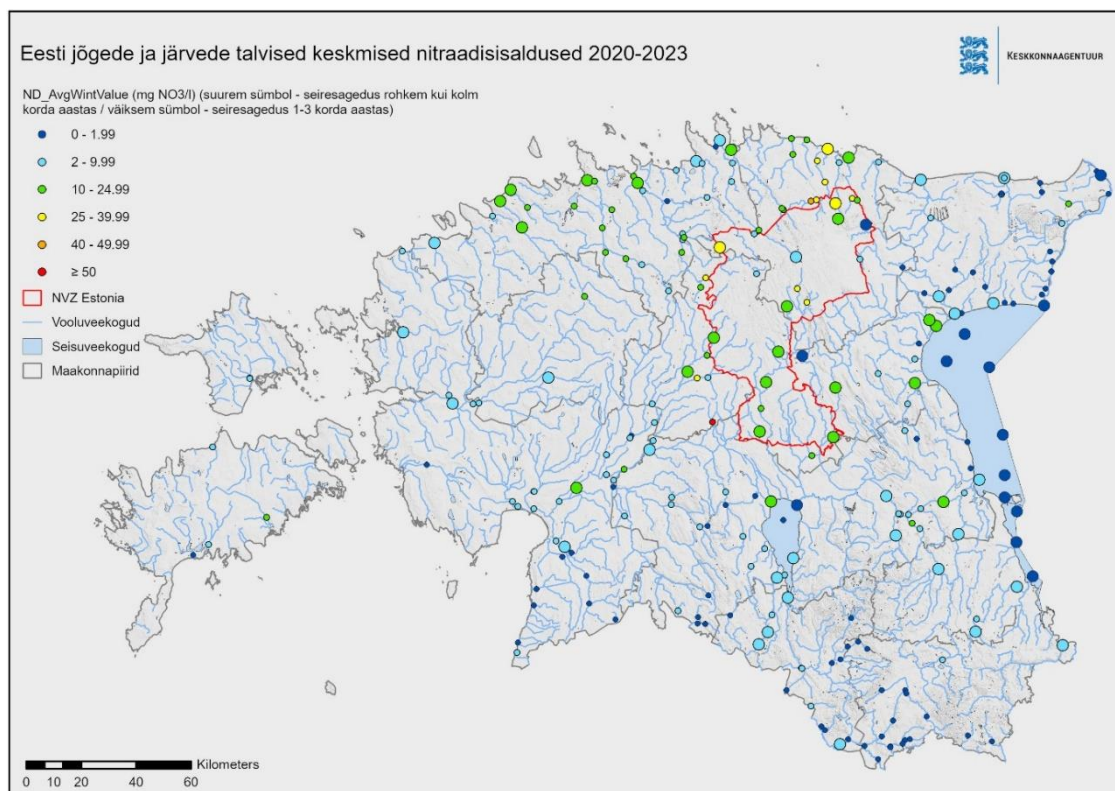 Eesti jõgede ja järvede talvised keskmised nitraadisisaldused 2020-2023
KESKKONNAAGENTUUR
ND_AvgWintValue (mg NO3/l) (suurem sümbol - seiresagedus rohkem kui kolm
korda aastas / väiksem sümbol - seiresagedus 1-3 korda aastas)
0 - 1.99
2 - 9.99
10 - 24.99
25 - 39.99
40 - 49.99
≥ 50
NVZ Estonia
Vooluveekogud
Seisuveekogud
Maakonnapiirid
Kilometers
0 10 20 40 60